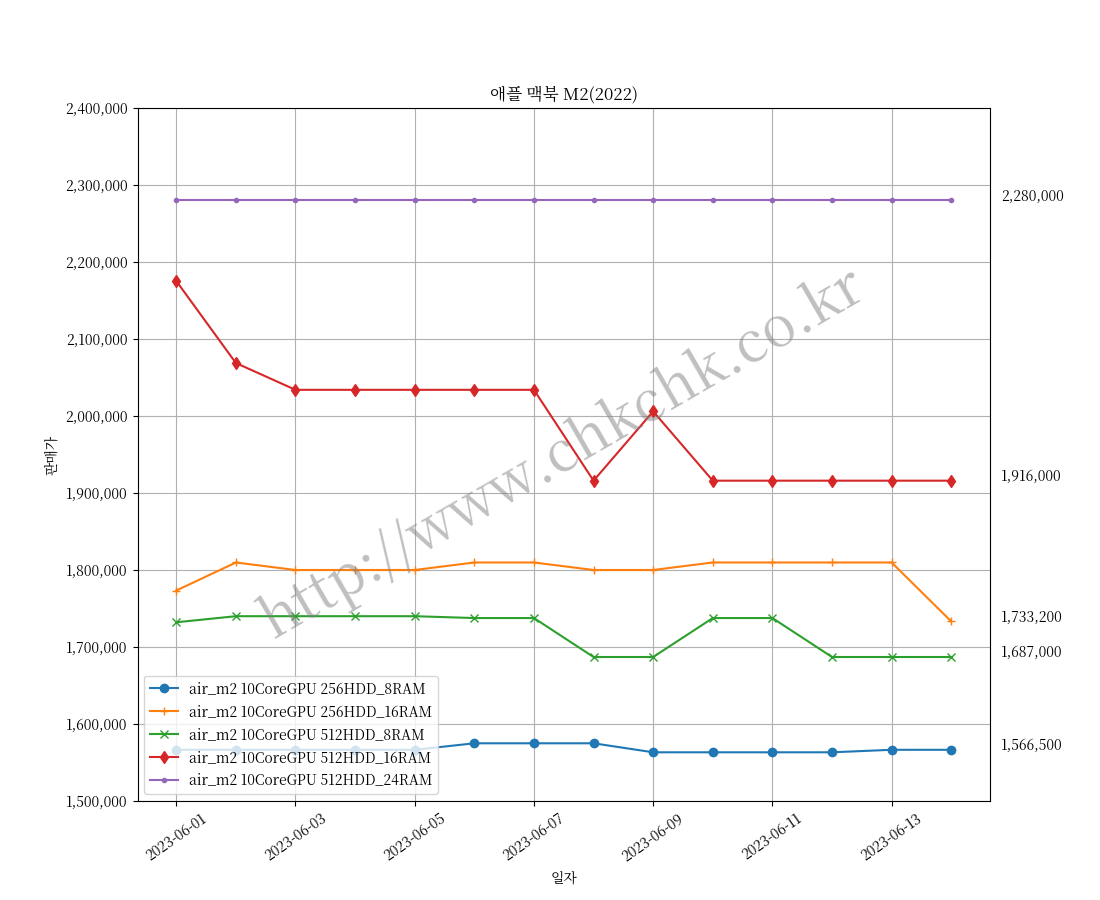 애플 맥북 M2(2022)
2,400,000
2,300,000
2,200,000
2,100,000
2,000,000
1,900,000
1,800,000
1,700,000
1,600,000
1,500,000
판매가
2,280,000
1,916,000
1,733,200
1,687,000
1,566,500
http://www.chkchk.co.kr
air_m2 10CoreGPU 256HDD_8RAM
air_m2 10CoreGPU 256HDD_16RAM
air_m2 10CoreGPU 512HDD_8RAM
air_m2 10CoreGPU 512HDD_16RAM
air_m2 10CoreGPU 512HDD_24RAM
2023-06-01
2023-06-03
2023-06-05
2023-06-07
2023-06-09
2023-06-11
2023-06-13
일자